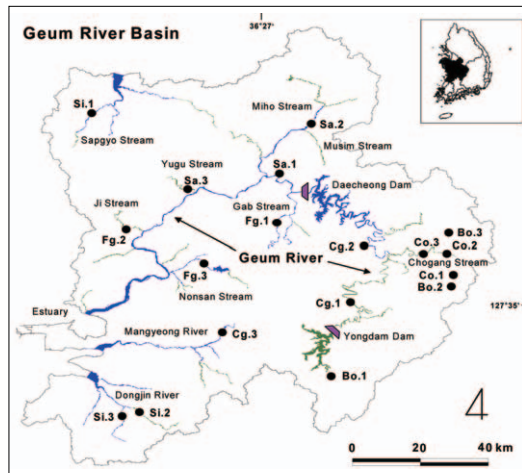 Geum River Basin
36°27'
Si.1
Sapgyo Stream
Miho Stream
Sa.2
Musim Stream
Yugu Stream
Sa.3
Sa.1
Daecheong Dam
Ji Stream
Fg.2
Gab Stream
Fg.1
Cg.2
Bo.3
Co.3
Co.2
Chogang Stream
Co.1
Bo.2
Geum River
Fg.3
Nonsan Stream
Estuary
Cg.1
127°35'
Mangyeong River
Cg.3
Yongdam Dam
Bo.1
Dongjin River
Si.3
Si.2
4
0
20
40 km